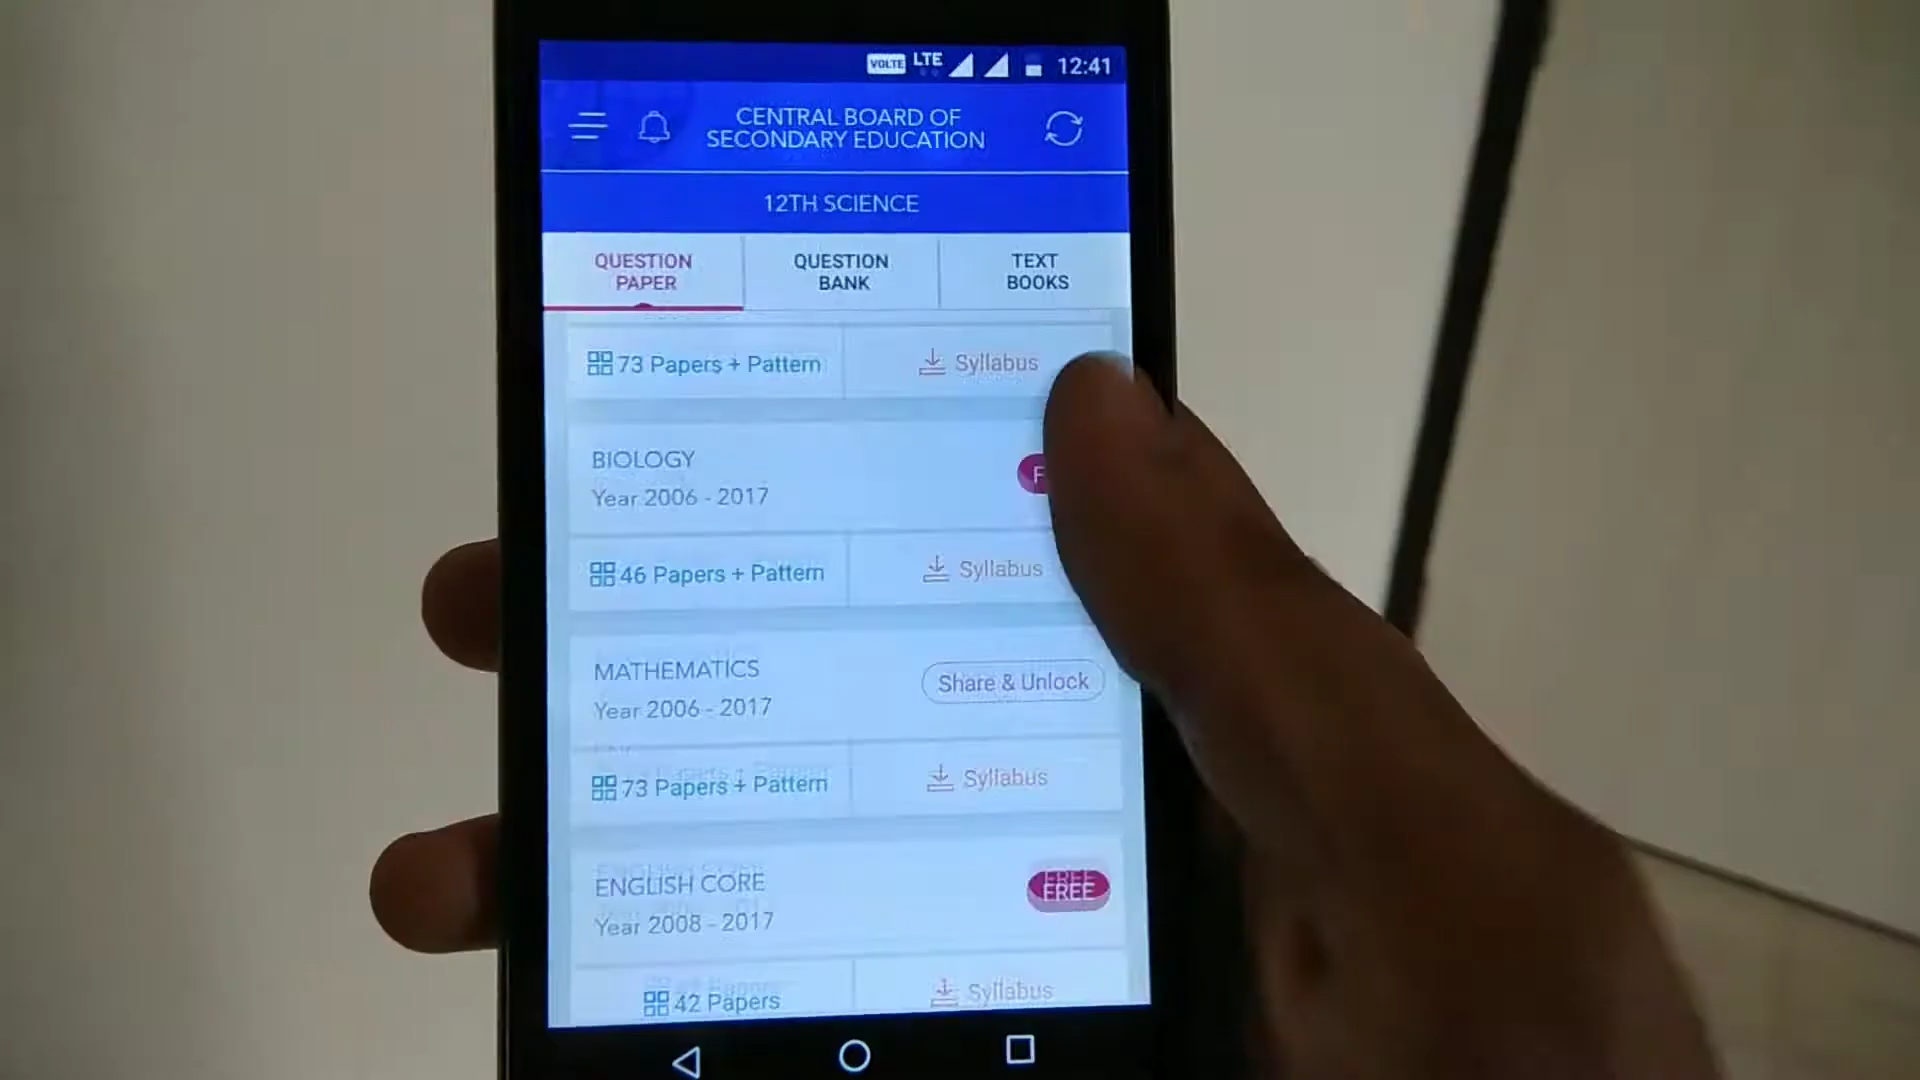 VOLTE LTE 12:41
CENTRAL BOARD OF
SECONDARY EDUCATION
12TH SCIENCE
QUESTION
PAPER
QUESTION
BANK
TEXT
BOOKS
73 Papers + Pattern
Syllabus
BIOLOGY
Year 2006 - 2017
46 Papers + Pattern
Syllabus
MATHEMATICS
Share & Unlock
Year 2006 - 2017
73 Papers + Pattern
Syllabus
ENGLISH CORE
FREE
Year 2008 - 2017
42 Papers
Syllabus